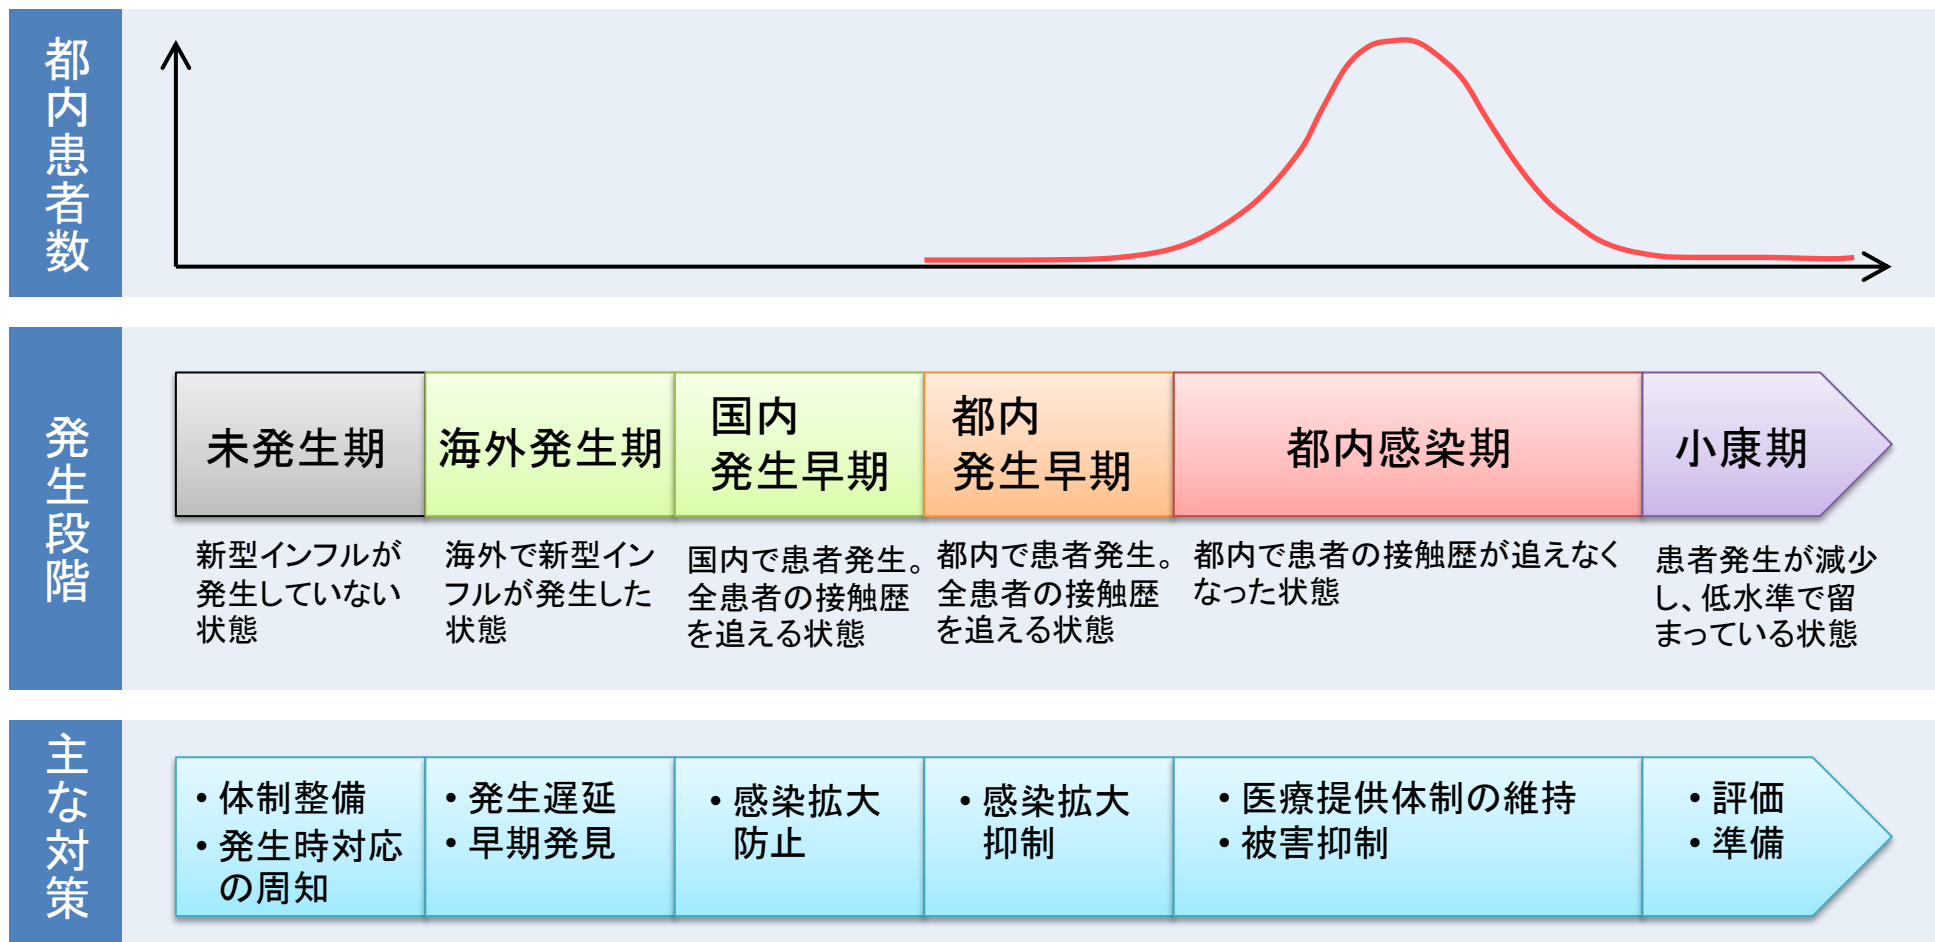 都内患者数
発生段階
未発生期
海外発生期
国内
発生早期
都内
発生早期
都内感染期
小康期
新型インフルが
発生していない
状態
海外で新型イン
フルが発生した
状態
国内で患者発生。
全患者の接触歴
を追える状態
都内で患者発生。
全患者の接触歴
を追える状態
都内で患者の接触歴が追えなく
なった状態
患者発生が減少
し、低水準で留
まっている状態
主な対策
・体制整備
・発生時対応
の周知
・発生遅延
・早期発見
・感染拡大
防止
・感染拡大
抑制
・医療提供体制の維持
・被害抑制
・評価
・準備